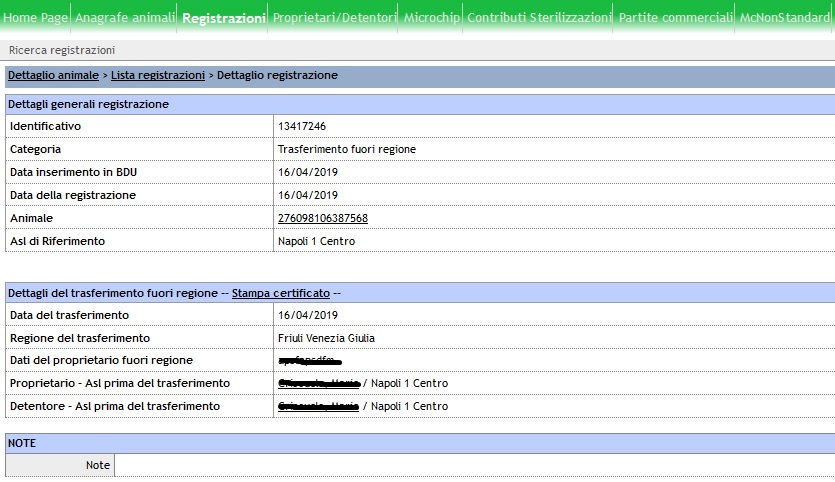 Home Page Anagrafe animali Registrazioni Proprietari/Detentori Microchip Contributi Sterilizzazioni Partite commerciali McNonStandard
Ricerca registrazioni
Dettaglio animale > Lista registrazioni > Dettaglio registrazione
Dettagli generali registrazione
Identificativo 13417246
Categoria Trasferimento fuori regione
Data inserimento in BDU 16/04/2019
Data della registrazione 16/04/2019
Animale 276098106387568
Asl di Riferimento Napoli 1 Centro
Dettagli del trasferimento fuori regione -- Stampa certificato --
Data del trasferimento 16/04/2019
Regione del trasferimento Friuli Venezia Giulia
Dati del proprietario fuori regione
Proprietario - Asl prima del trasferimento / Napoli 1 Centro
Detentore - Asl prima del trasferimento / Napoli 1 Centro
NOTE
Note